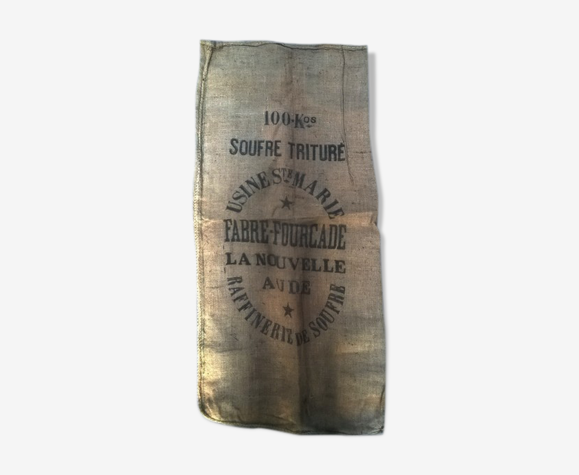 100·Kos
SOUFRE TRITURÉ
USINE STE MARIE
FABRE-FOURCADE
LA NOUVELLE
AUDE
RAFFINERIE DE SOUFRE